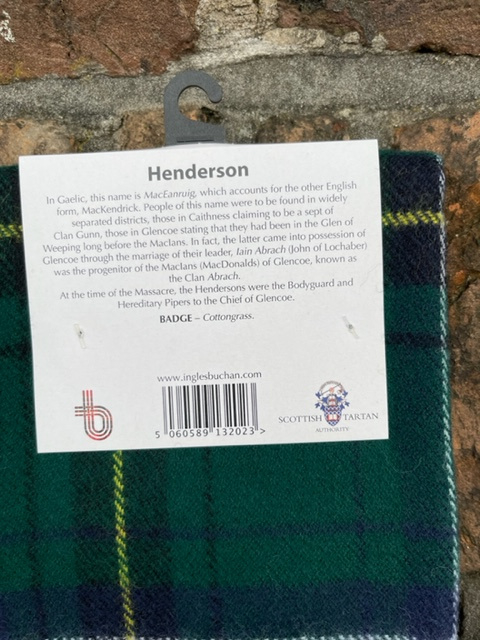 Henderson
In Gaelic, this name is MacEanruig, which accounts for the other English
form, MacKendrick. People of this name were to be found in widely
separated districts, those in Caithness claiming to be a sept of
Clan Gunn, those in Glencoe stating that they had been in the Glen of
Weeping long before the MacIans. In fact, the latter came into possession of
Glencoe through the marriage of their leader, Iain Abrach (John of Lochaber)
was the progenitor of the MacIans (MacDonalds) of Glencoe, known as
the Clan Abrach.
At the time of the Massacre, the Hendersons were the Bodyguard and
Hereditary Pipers to the Chief of Glencoe.
BADGE – Cottongrass.
www.inglesbuchan.com
5 060589 132023 >
SCOTTISH TARTAN
AUTHORITY